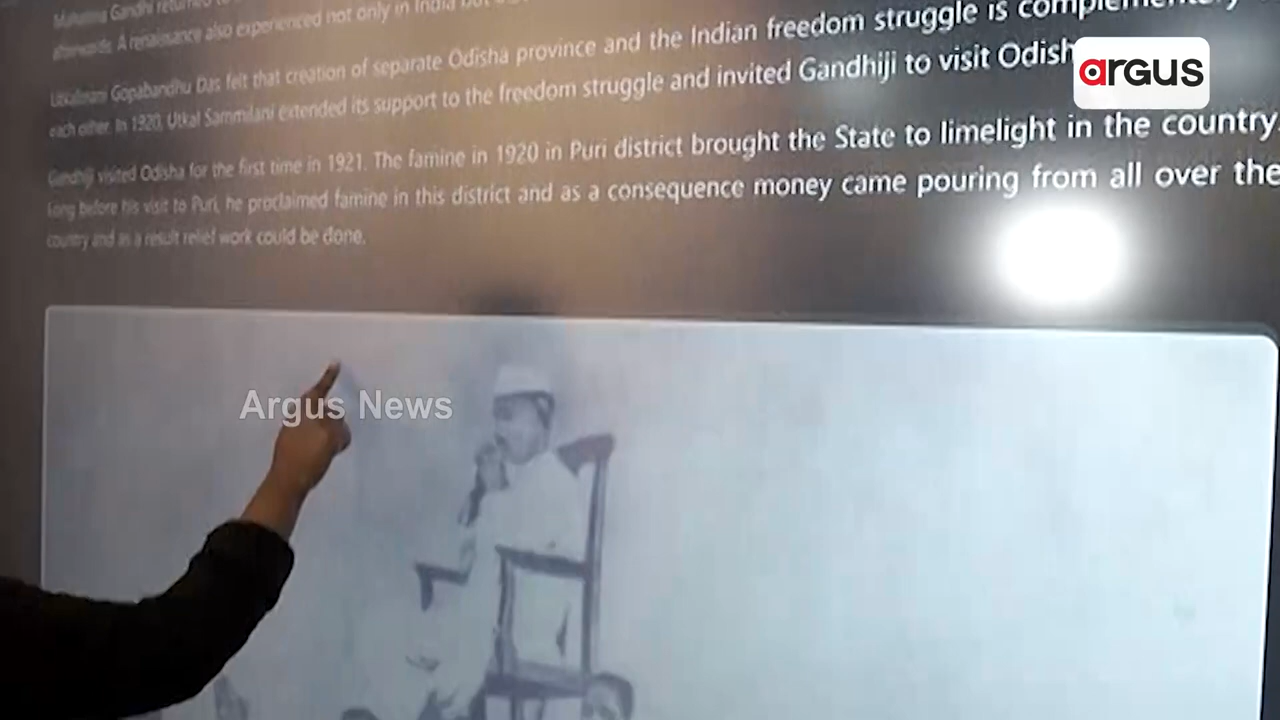 Mahatma Gandhi returned to
afterwards. A renaissance also experienced not only in India but
Utkalmani Gopabandhu Das felt that creation of separate Odisha province and the Indian freedom struggle is complementary
each other. In 1920, Utkal Sammilani extended its support to the freedom struggle and invited Gandhiji to visit Odish
Gandhiji visited Odisha for the first time in 1921. The famine in 1920 in Puri district brought the State to limelight in the country
Long before his visit to Puri, he proclaimed famine in this district and as a consequence money came pouring from all over the
country and as a result relief work could be done.
argus
Argus News